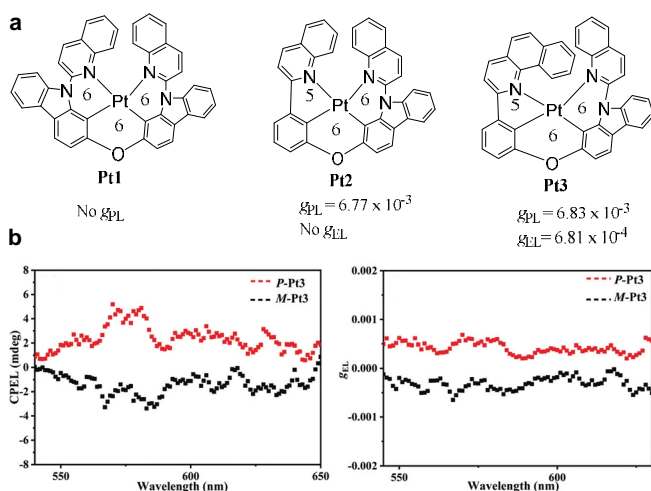 a
N N
6 Pt 6
N 6 N
O
Pt1
No gPL
N N
5 Pt 6
6 N
O
Pt2
gPL = 6.77 x 10-3
No gEL
N N
5 Pt 6
6 N
O
Pt3
gPL = 6.83 x 10-3
gEL = 6.81 x 10-4
b
CPEL (mdeg)
8
6
4
2
0
-2
-4
-6
-8
P-Pt3
M-Pt3
550 600 650
Wavelength (nm)
gEL
0.002
0.001
0.000
-0.001
-0.002
P-Pt3
M-Pt3
550 600
Wavelength (nm)